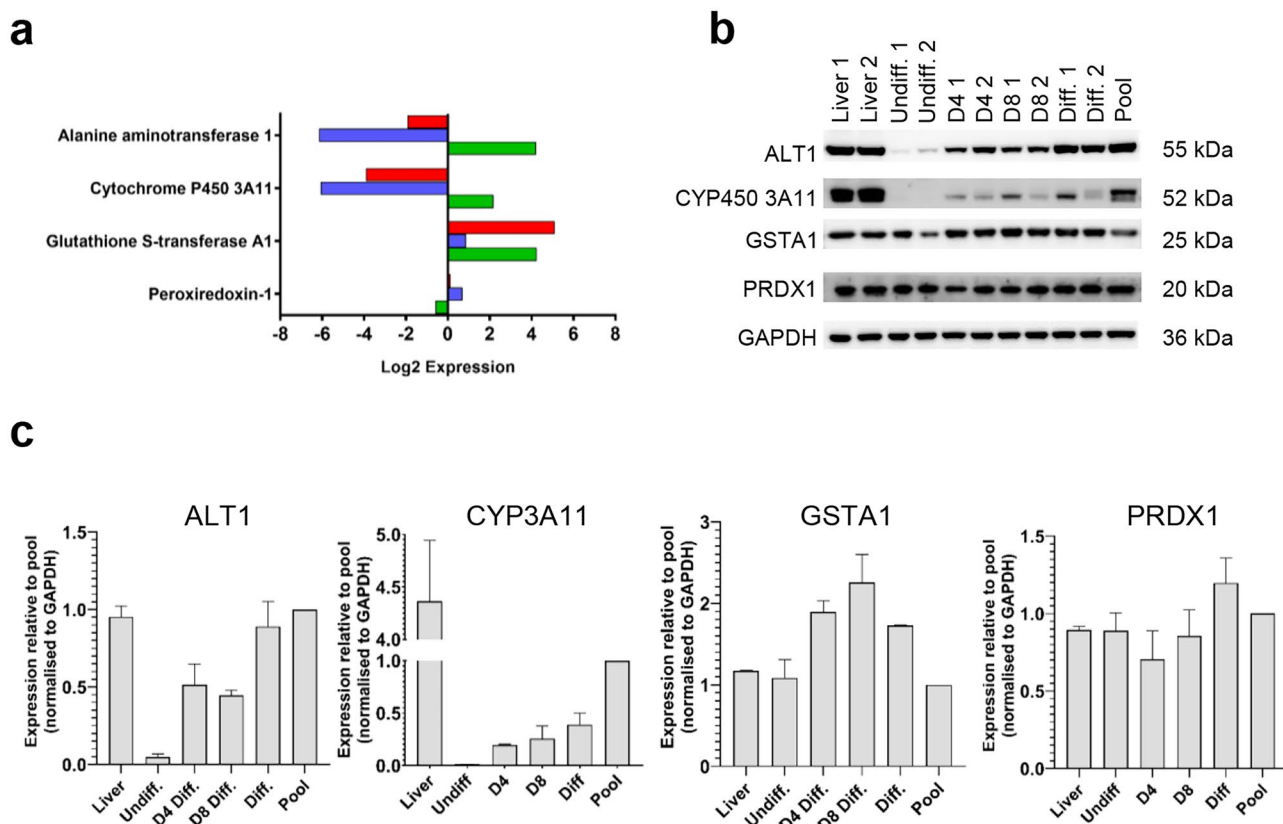 a
Alanine aminotransferase 1
Cytochrome P450 3A11
Glutathione S-transferase A1
Peroxiredoxin-1
-8 -6 -4 -2 0 2 4 6 8
Log2 Expression
b
Liver 1 Liver 2 Undiff. 1 Undiff. 2 D4 1 D4 2 D8 1 D8 2 Diff. 1 Diff. 2 Pool
ALT1 55 kDa
CYP450 3A11 52 kDa
GSTA1 25 kDa
PRDX1 20 kDa
GAPDH 36 kDa
c
ALT1
Expression relative to pool
(normalised to GAPDH)
1.5
1.0
0.5
0.0
Liver Undiff. D4 Diff. D8 Diff. Diff. Pool
CYP3A11
Expression relative to pool
(normalised to GAPDH)
5.0
4.5
4.0
1.0
0.5
0.0
Liver Undiff D4 D8 Diff Pool
GSTA1
Expression relative to pool
(normalised to GAPDH)
3
2
1
0
Liver Undiff. D4 Diff. D8 Diff. Diff. Pool
PRDX1
Expression relative to pool
(normalised to GAPDH)
1.5
1.0
0.5
0.0
Liver Undiff D4 D8 Diff Pool